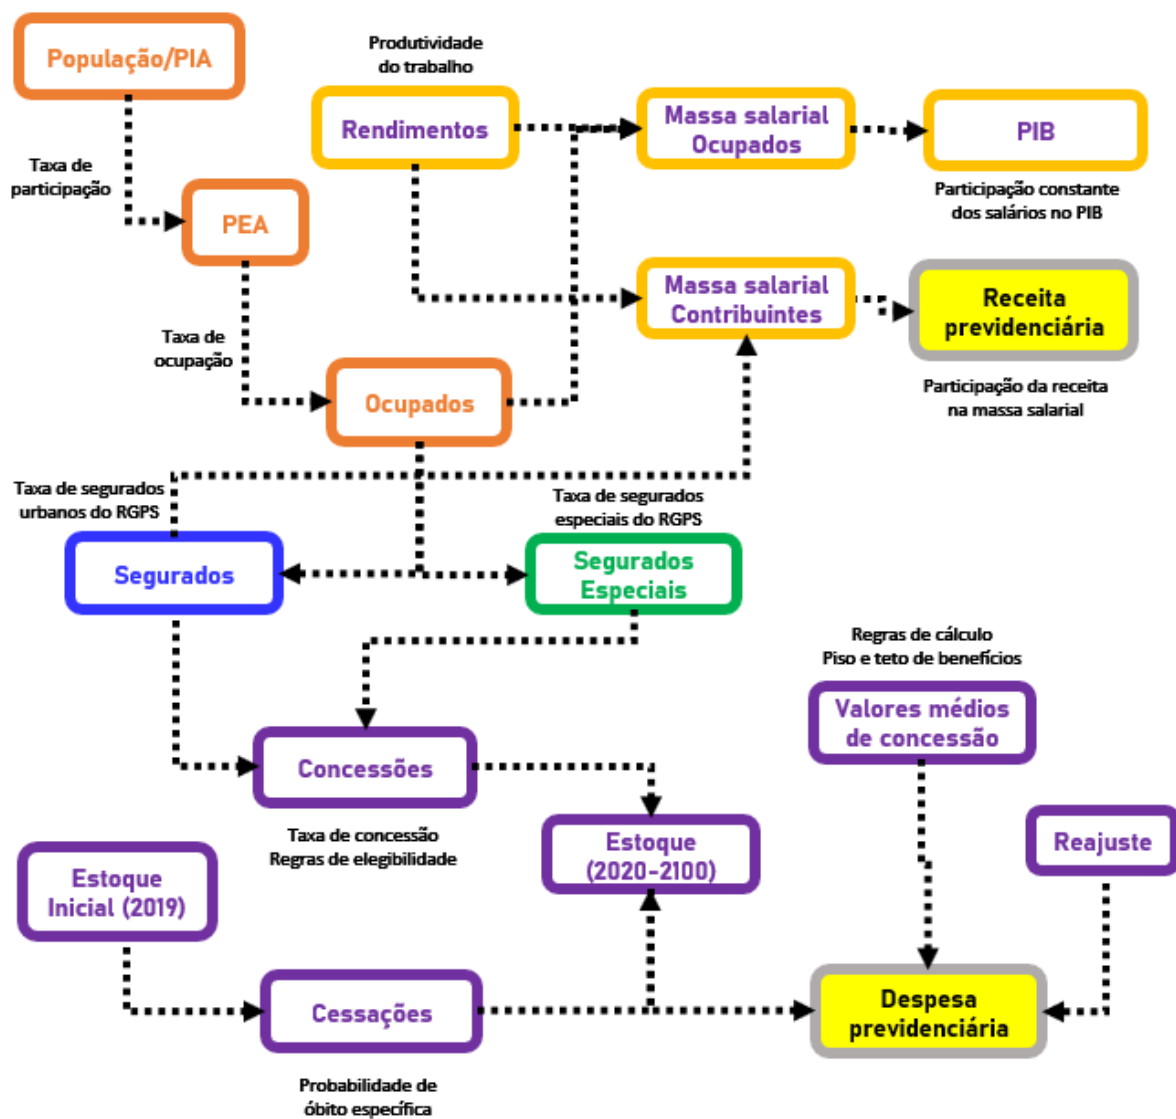 População/PIA
Produtividade
do trabalho
Rendimentos
Massa salarial
Ocupados
PIB
Taxa de
participação
PEA
Participação constante
dos salários no PIB
Massa salarial
Contribuintes
Receita
previdenciária
Taxa de
ocupação
Ocupados
Participação da receita
na massa salarial
Taxa de segurados
urbanos do RGPS
Taxa de segurados
especiais do RGPS
Segurados
Segurados
Especiais
Regras de cálculo
Piso e teto de benefícios
Valores médios
de concessão
Concessões
Taxa de concessão
Regras de elegibilidade
Estoque
(2020-2100)
Reajuste
Estoque
Inicial (2019)
Cessações
Despesa
previdenciária
Probabilidade de
óbito específica